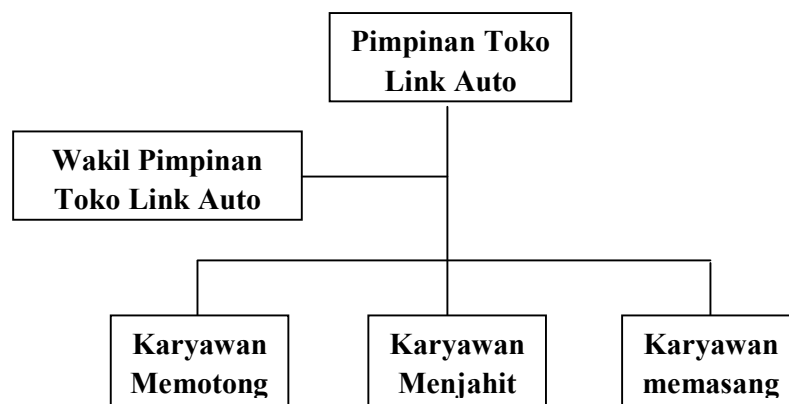 Pimpinan Toko
Link Auto
Wakil Pimpinan
Toko Link Auto
Karyawan
Memotong
Karyawan
Menjahit
Karyawan
memasang